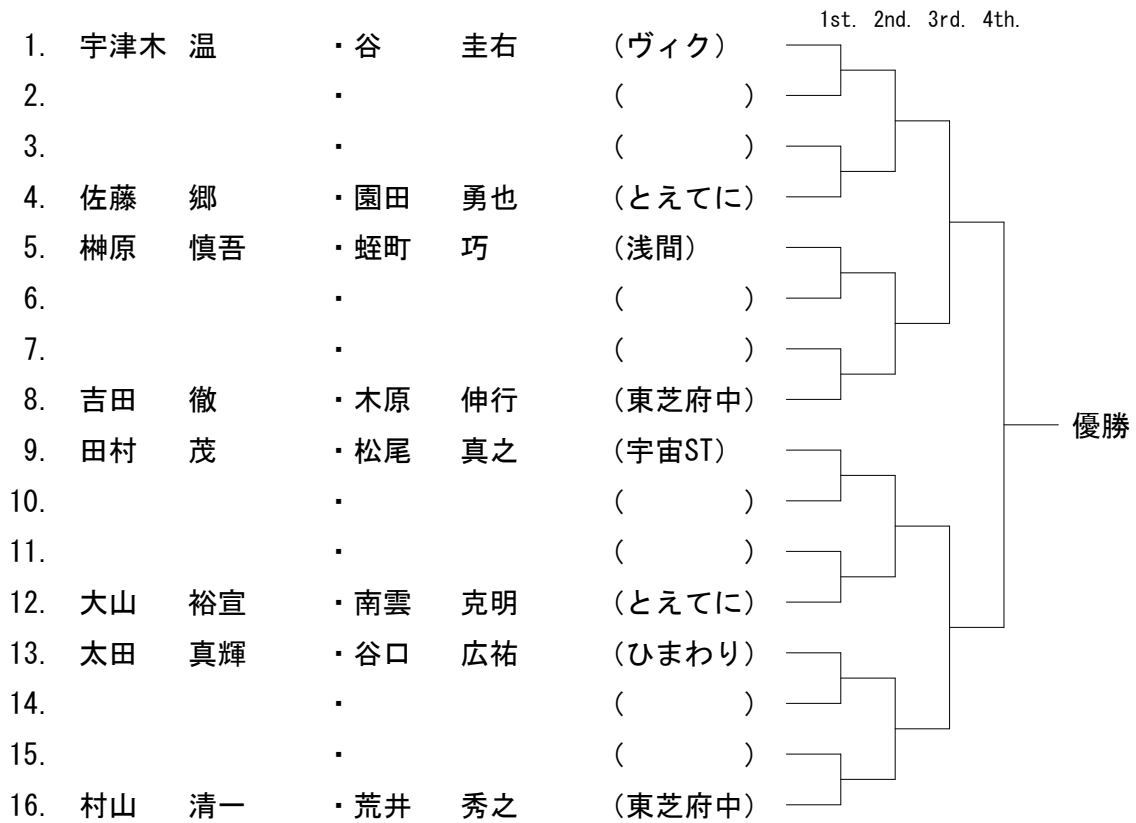 1st. 2nd. 3rd. 4th.
1. 宇津木 温 ・谷 圭右 (ヴィク)
2. ・ ( )
3. ・ ( )
4. 佐藤 郷 ・園田 勇也 (とえてに)
5. 榊原 慎吾 ・蛭町 巧 (浅間)
6. ・ ( )
7. ・ ( )
8. 吉田 徹 ・木原 伸行 (東芝府中)
優勝
9. 田村 茂 ・松尾 真之 (宇宙ST)
10. ・ ( )
11. ・ ( )
12. 大山 裕宣 ・南雲 克明 (とえてに)
13. 太田 真輝 ・谷口 広祐 (ひまわり)
14. ・ ( )
15. ・ ( )
16. 村山 清一 ・荒井 秀之 (東芝府中)